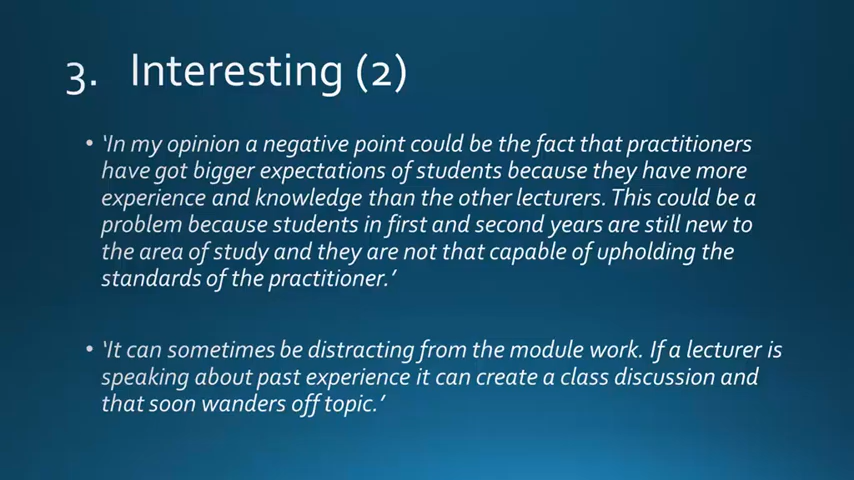 3. Interesting (2)
• ‘In my opinion a negative point could be the fact that practitioners
have got bigger expectations of students because they have more
experience and knowledge than the other lecturers. This could be a
problem because students in first and second years are still new to
the area of study and they are not that capable of upholding the
standards of the practitioner.’
• ‘It can sometimes be distracting from the module work. If a lecturer is
speaking about past experience it can create a class discussion and
that soon wanders off topic.’